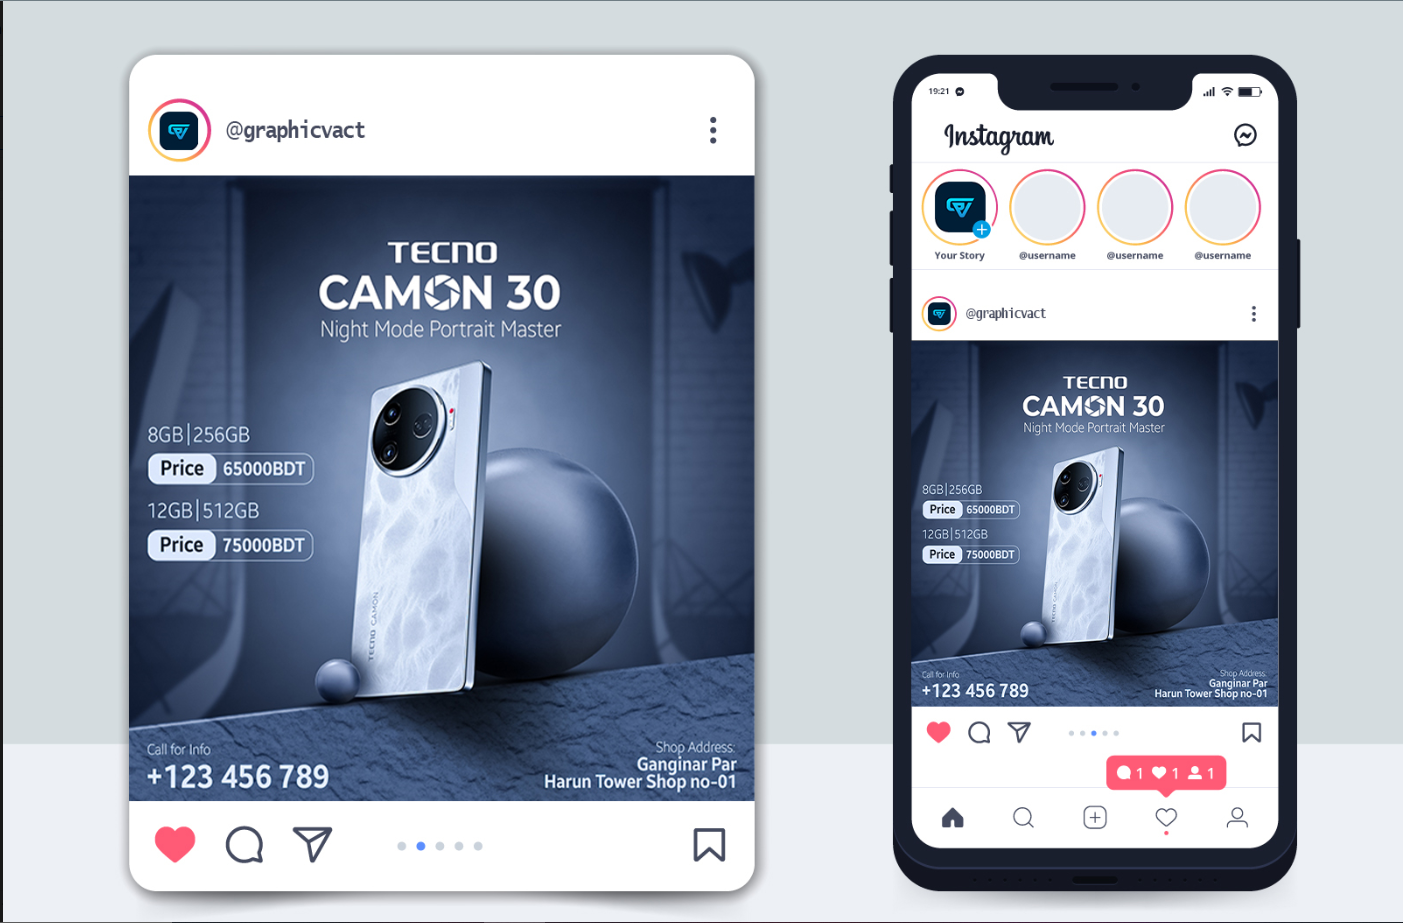 @graphicvact
TECNO
CAMON 30
Night Mode Portrait Master
8GB|256GB
Price 65000BDT
12GB|512GB
Price 75000BDT
TECNO CAMON
Call for Info
+123 456 789
Shop Address:
Ganginar Par
Harun Tower Shop no-01
19:21
Instagram
Your Story
@username
@username
@username
@graphicvact
TECNO
CAMON 30
Night Mode Portrait Master
8GB|256GB
Price 65000BDT
12GB|512GB
Price 75000BDT
TECNO CAMON
Call for Info
+123 456 789
Shop Address:
Ganginar Par
Harun Tower Shop no-01
1 1 1